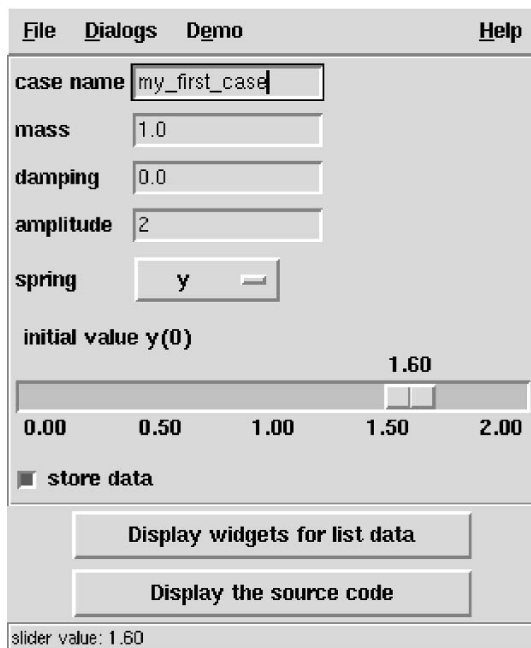 File Dialogs Demo Help
case name my_first_case
mass 1.0
damping 0.0
amplitude 2
spring y
initial value y(0)
1.60
0.00 0.50 1.00 1.50 2.00
store data
Display widgets for list data
Display the source code
slider value: 1.60